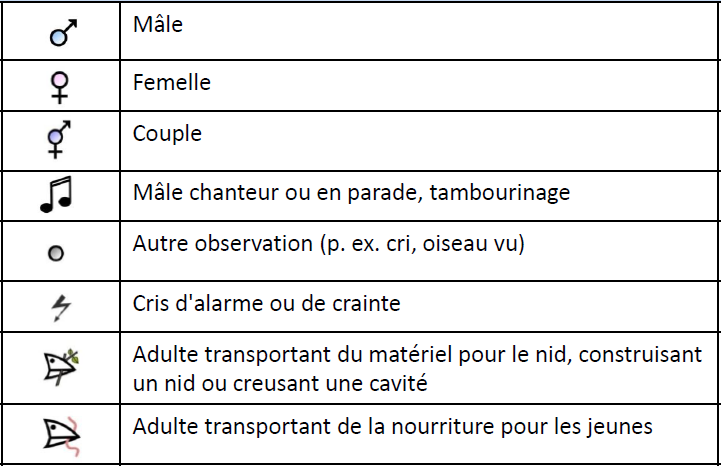 Mâle
Femelle
Couple
Mâle chanteur ou en parade, tambourinage
Autre observation (p. ex. cri, oiseau vu)
Cris d'alarme ou de crainte
Adulte transportant du matériel pour le nid, construisant
un nid ou creusant une cavité
Adulte transportant de la nourriture pour les jeunes